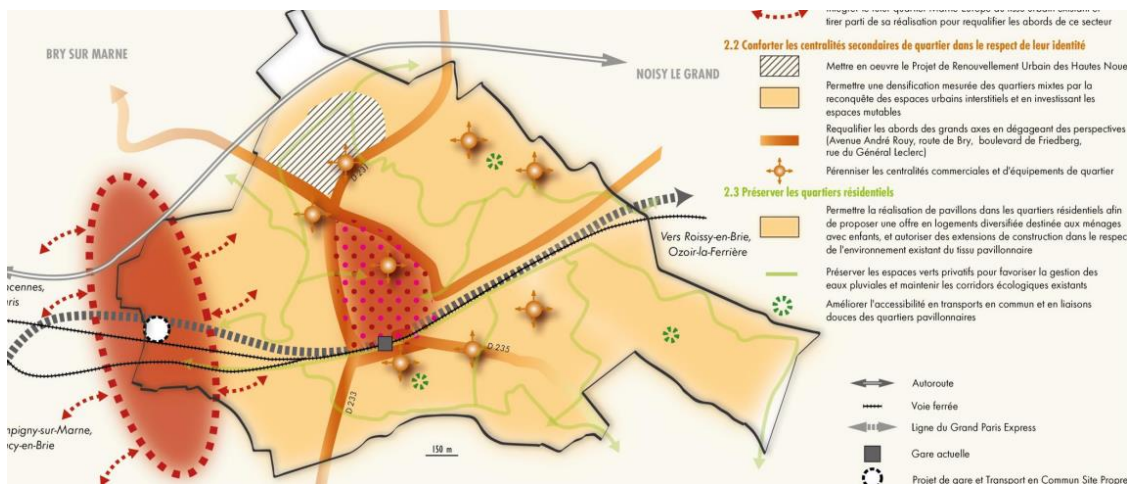 tirer parti de sa réalisation pour requalifier les abords de ce secteur
2.2 Conforter les centralités secondaires de quartier dans le respect de leur identité
Mettre en oeuvre le Projet de Renouvellement Urbain des Hautes Noue
Permettre une densification mesurée des quartiers mixtes par la
reconquête des espaces urbains interstitiels et en investissant les
espaces mutables
Requalifier les abords des grands axes en dégageant des perspectives
(Avenue André Rouy, route de Bry, boulevard de Friedberg,
rue du Général Leclerc)
Pérenniser les centralités commerciales et d'équipements de quartier
2.3 Préserver les quartiers résidentiels
Permettre la réalisation de pavillons dans les quartiers résidentiels afin
de proposer une offre en logements diversifiée destinée aux ménages
avec enfants, et autoriser des extensions de construction dans le respect
de l'environnement existant du tissu pavillonnaire
Préserver les espaces verts privatifs pour favoriser la gestion des
eaux pluviales et maintenir les corridors écologiques existants
Améliorer l'accessibilité en transports en commun et en liaisons
douces des quartiers pavillonnaires
Autoroute
Voie ferrée
Ligne du Grand Paris Express
Gare actuelle
Projet de gare et Transport en Commun Site Propre
BRY SUR MARNE
NOISY LE GRAND
D 231
Vers Roissy-en-Brie,
Ozoir-la-Ferrière
D 235
D 233
150 m